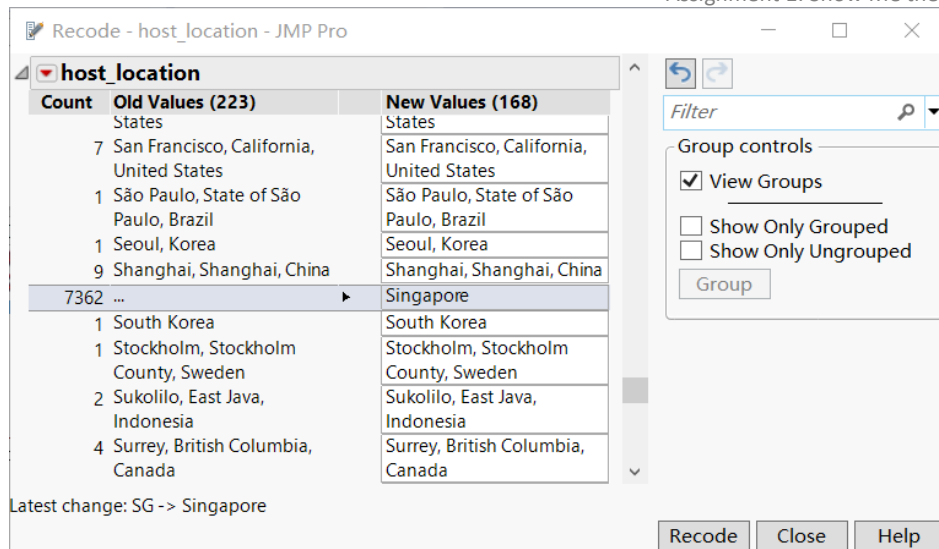 Recode - host_location - JMP Pro
host_location
Count Old Values (223) New Values (168)
States States
7 San Francisco, California, San Francisco, California,
United States United States
1 São Paulo, State of São São Paulo, State of São
Paulo, Brazil Paulo, Brazil
1 Seoul, Korea Seoul, Korea
9 Shanghai, Shanghai, China Shanghai, Shanghai, China
7362 ... Singapore
1 South Korea South Korea
1 Stockholm, Stockholm Stockholm, Stockholm
County, Sweden County, Sweden
2 Sukolilo, East Java, Sukolilo, East Java,
Indonesia Indonesia
4 Surrey, British Columbia, Surrey, British Columbia,
Canada Canada
Latest change: SG -> Singapore
Filter
Group controls
View Groups
Show Only Grouped
Show Only Ungrouped
Group
Recode Close Help